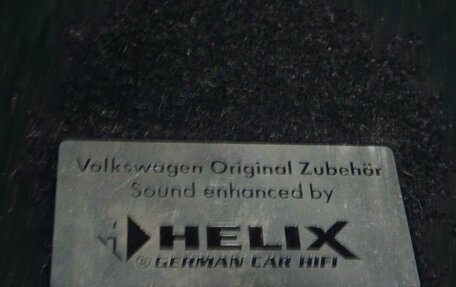 Volkswagen Original Zubehör
Sound enhanced by
HELIX
® GERMAN CAR HIFI